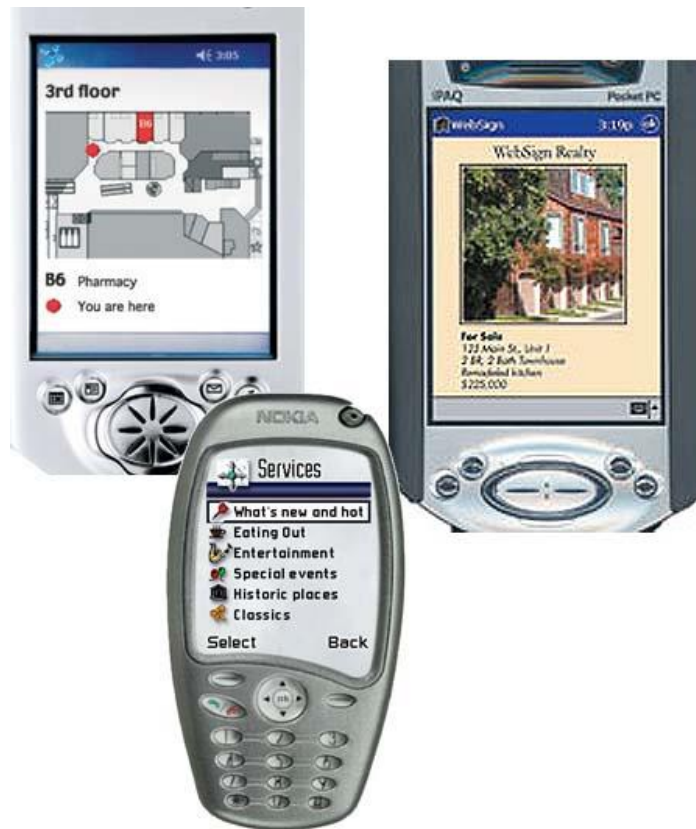 3:05
3rd floor
B6
B6 Pharmacy
You are here
iPAQ Pocket PC
WebSign 3:19p ok
WebSign Realty
For Sale
123 Main St., Unit 1
2 BR, 2 Bath Townhouse
Remodeled kitchen
$225,000
NOKIA
Services
What's new and hot
Eating Out
Entertainment
Special events
Historic places
Classics
Select Back